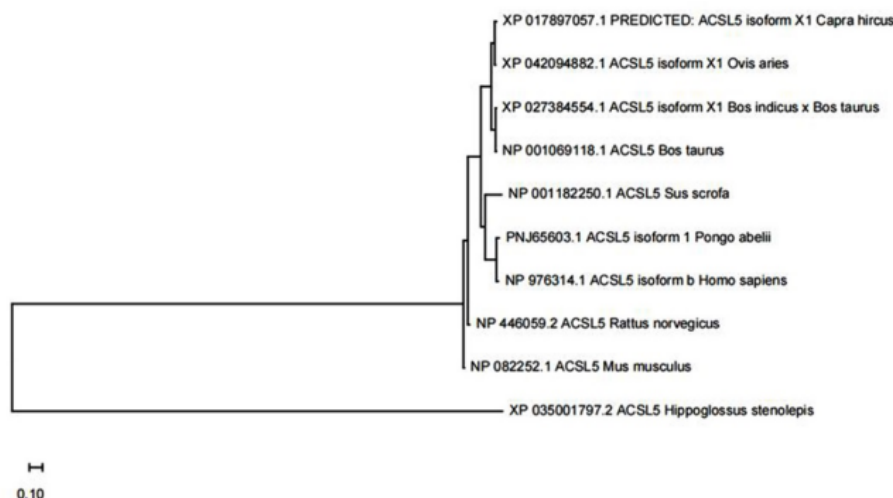 XP 017897057.1 PREDICTED: ACSL5 isoform X1 Capra hircus
XP 042094882.1 ACSL5 isoform X1 Ovis aries
XP 027384554.1 ACSL5 isoform X1 Bos indicus x Bos taurus
NP 001069118.1 ACSL5 Bos taurus
NP 001182250.1 ACSL5 Sus scrofa
PNJ65603.1 ACSL5 isoform 1 Pongo abelii
NP 976314.1 ACSL5 isoform b Homo sapiens
NP 446059.2 ACSL5 Rattus norvegicus
NP 082252.1 ACSL5 Mus musculus
XP 035001797.2 ACSL5 Hippoglossus stenolepis
0.10